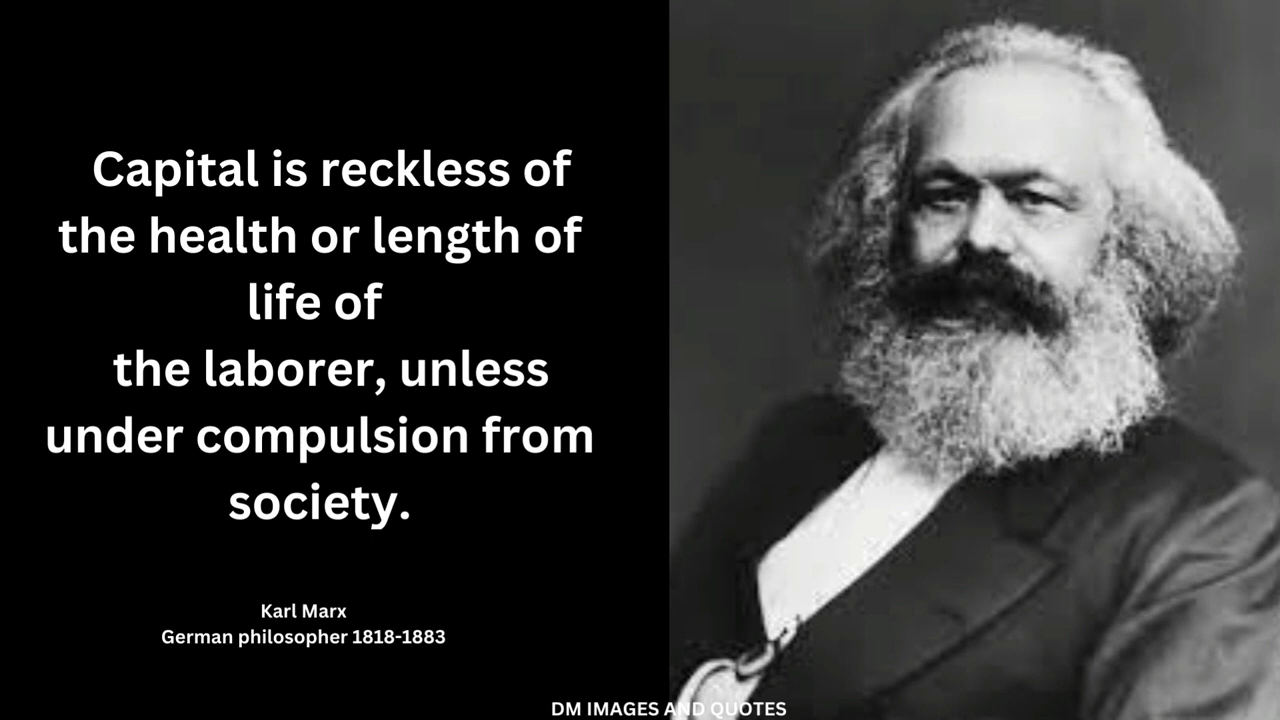 Capital is reckless of
the health or length of
life of
the laborer, unless
under compulsion from
society.
Karl Marx
German philosopher 1818-1883
DM IMAGES AND QUOTES